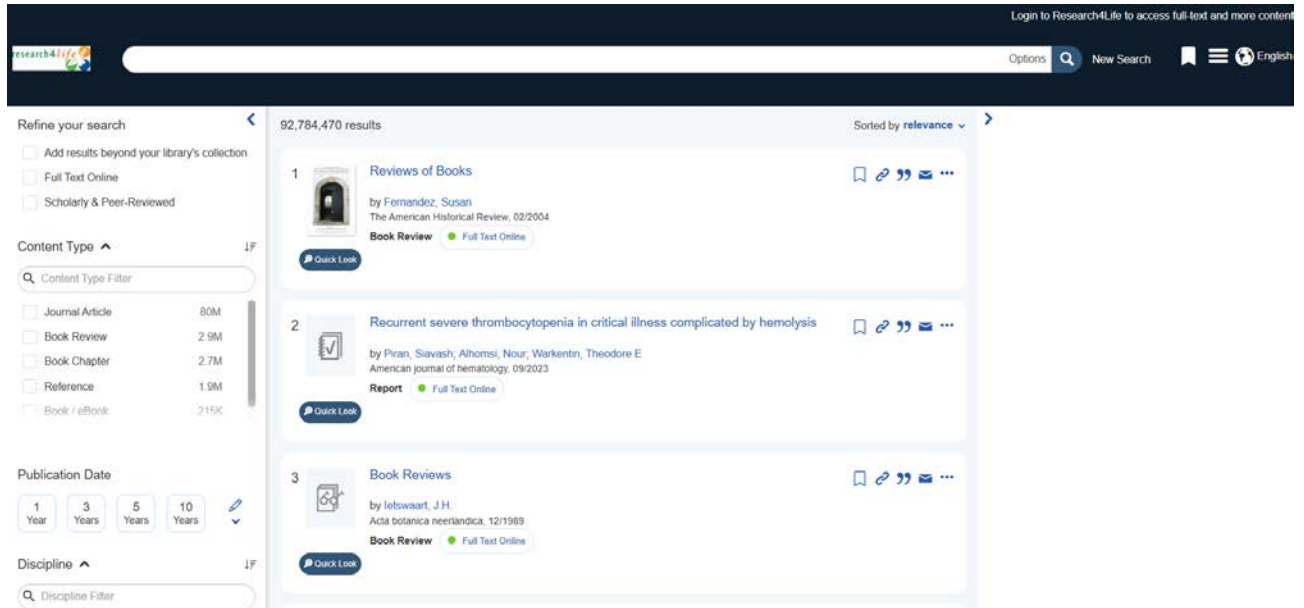 Login to Research4Life to access full-text and more content
research4life
Options
New Search
English
Refine your search
Add results beyond your library's collection
Full Text Online
Scholarly & Peer-Reviewed
Content Type
Content Type Filter
Journal Article 80M
Book Review 2.9M
Book Chapter 2.7M
Reference 1.9M
Book / eBook 215K
Publication Date
1 Year
3 Years
5 Years
10 Years
Discipline
Discipline Filter
92,784,470 results
Sorted by relevance
1
Reviews of Books
by Fernandez, Susan
The American Historical Review, 02/2004
Book Review Full Text Online
Quick Look
2
Recurrent severe thrombocytopenia in critical illness complicated by hemolysis
by Piran, Siavash; Alhomsi, Nour; Warkentin, Theodore E
American journal of hematology, 09/2023
Report Full Text Online
Quick Look
3
Book Reviews
by Ietswaart, J.H.
Acta botanica neerlandica, 12/1989
Book Review Full Text Online
Quick Look